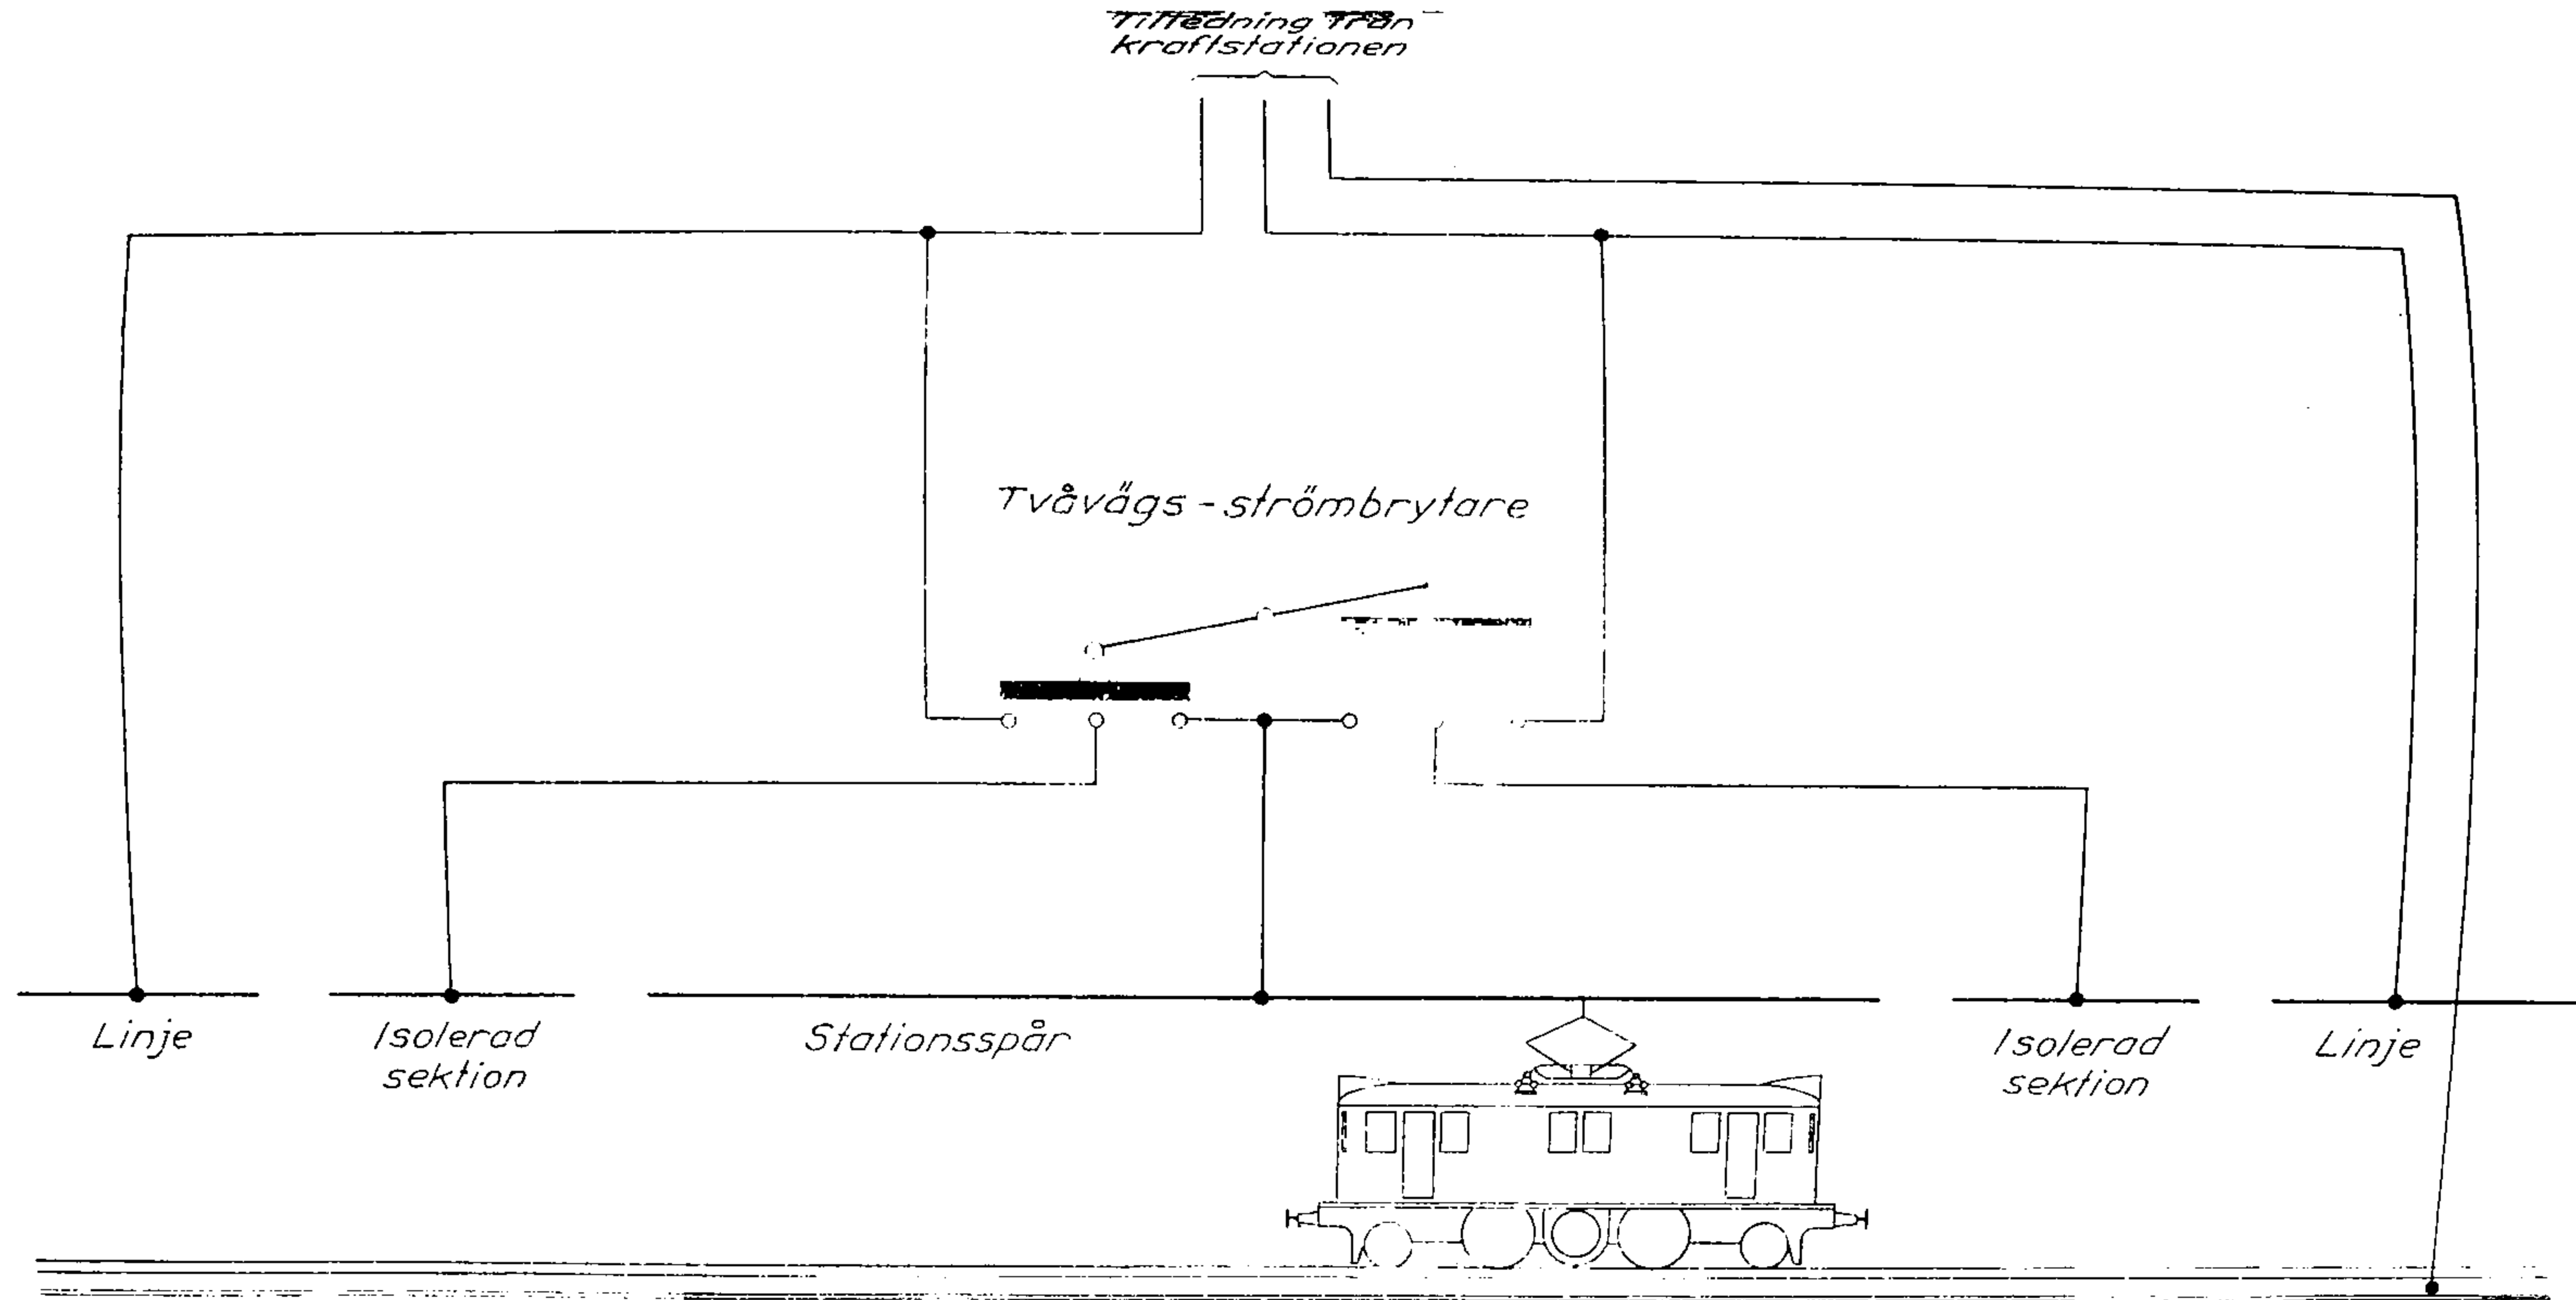 Tilledning från
kraftstationen
Tvåvägs-strömbrytare
Linje
Isolerad
sektion
Stationsspår
Isolerad
sektion
Linje